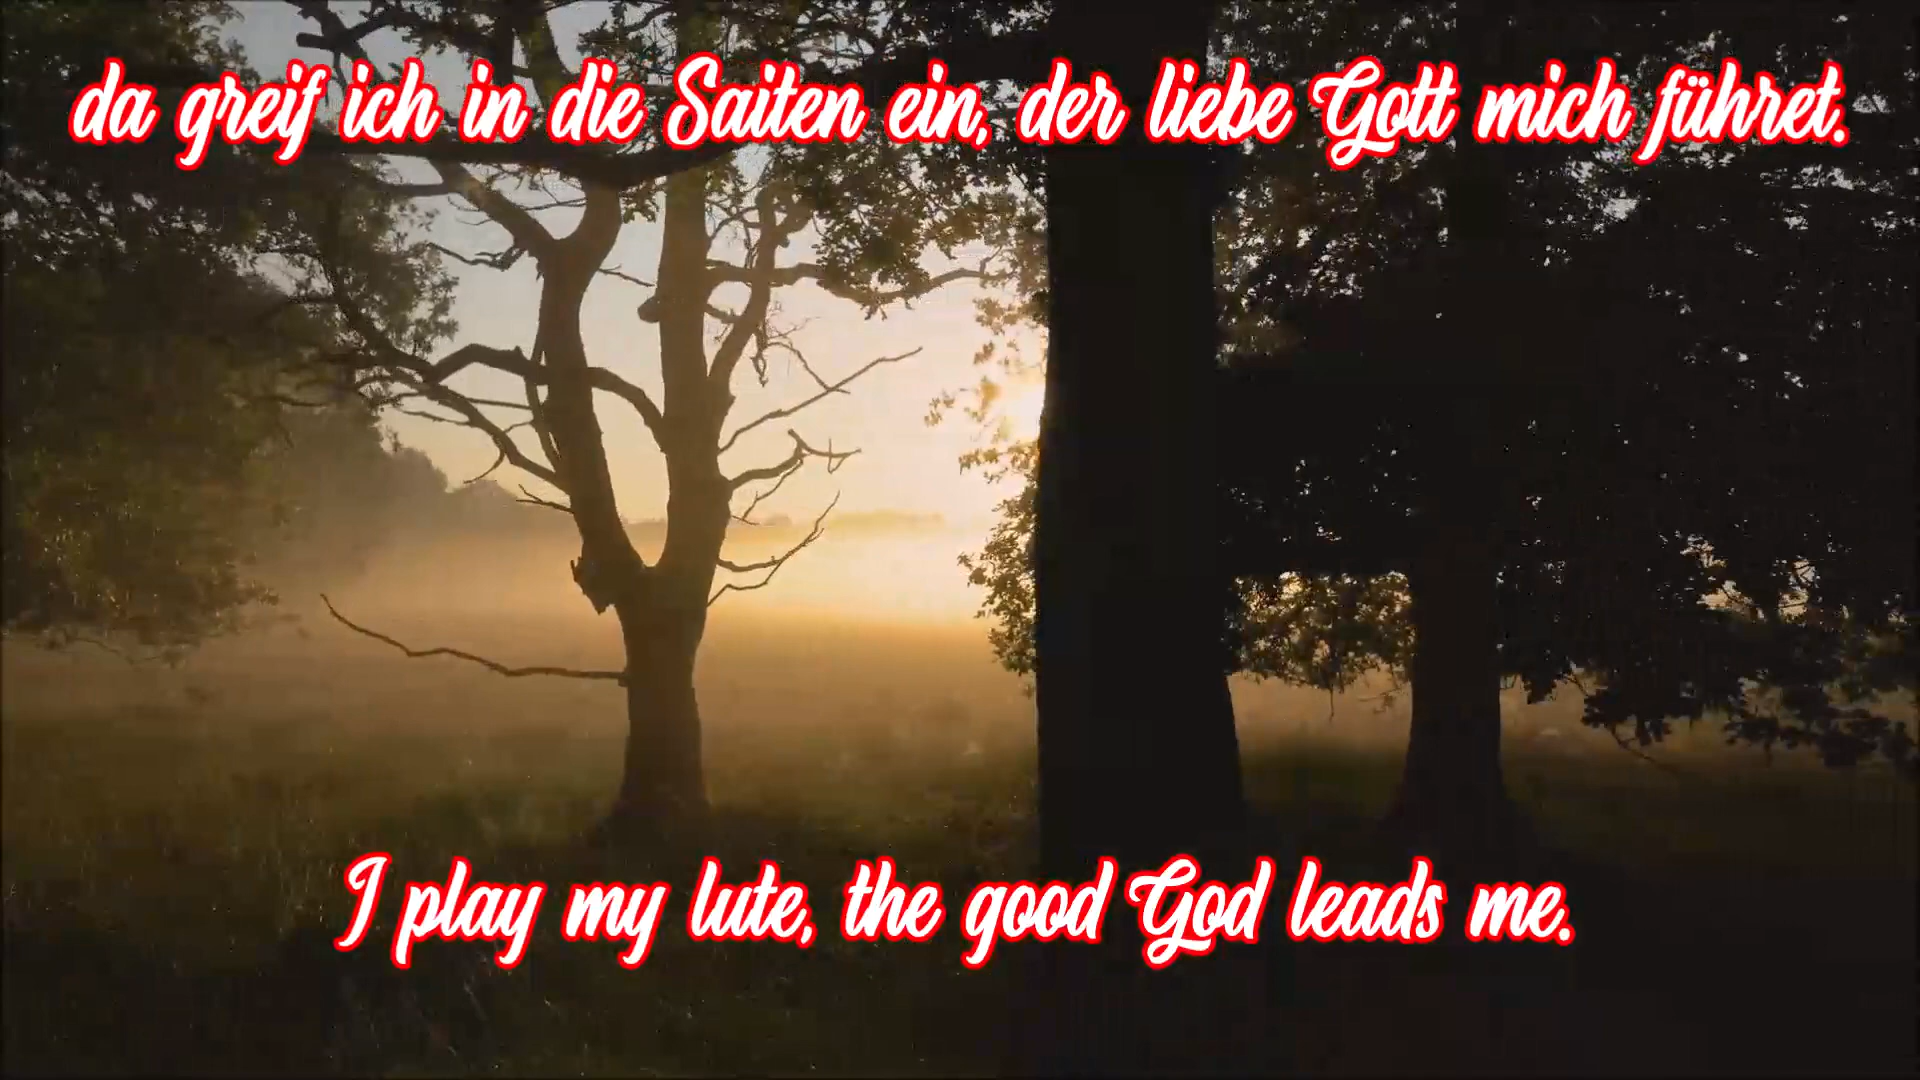 da greif ich in die Saiten ein, der liebe Gott mich führet.
I play my lute, the good God leads me.